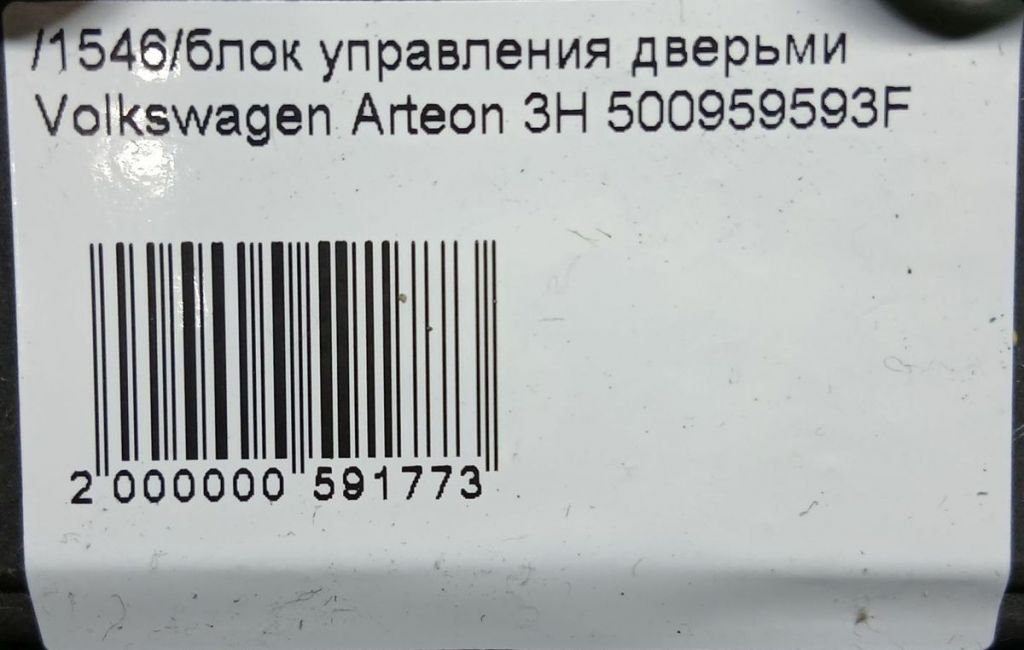 /1546/блок управления дверьми
Volkswagen Arteon 3H 500959593F
2 000000 591773